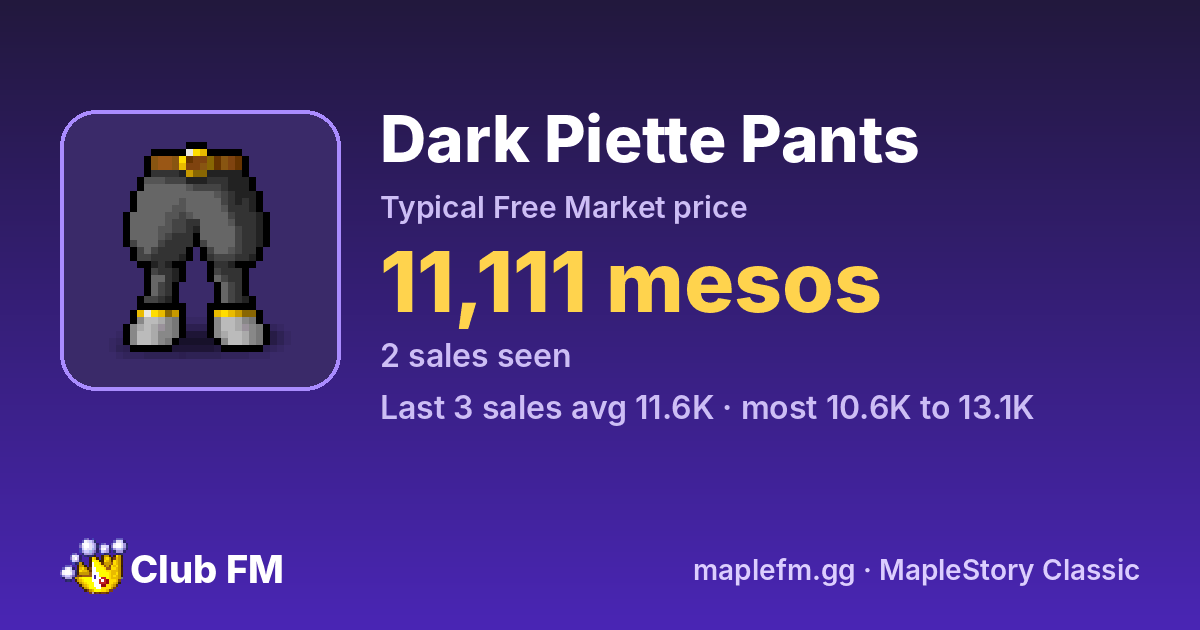 Dark Piette Pants
Typical Free Market price
11,111 mesos
2 sales seen
Last 3 sales avg 11.6K · most 10.6K to 13.1K
Club FM
maplefm.gg · MapleStory Classic